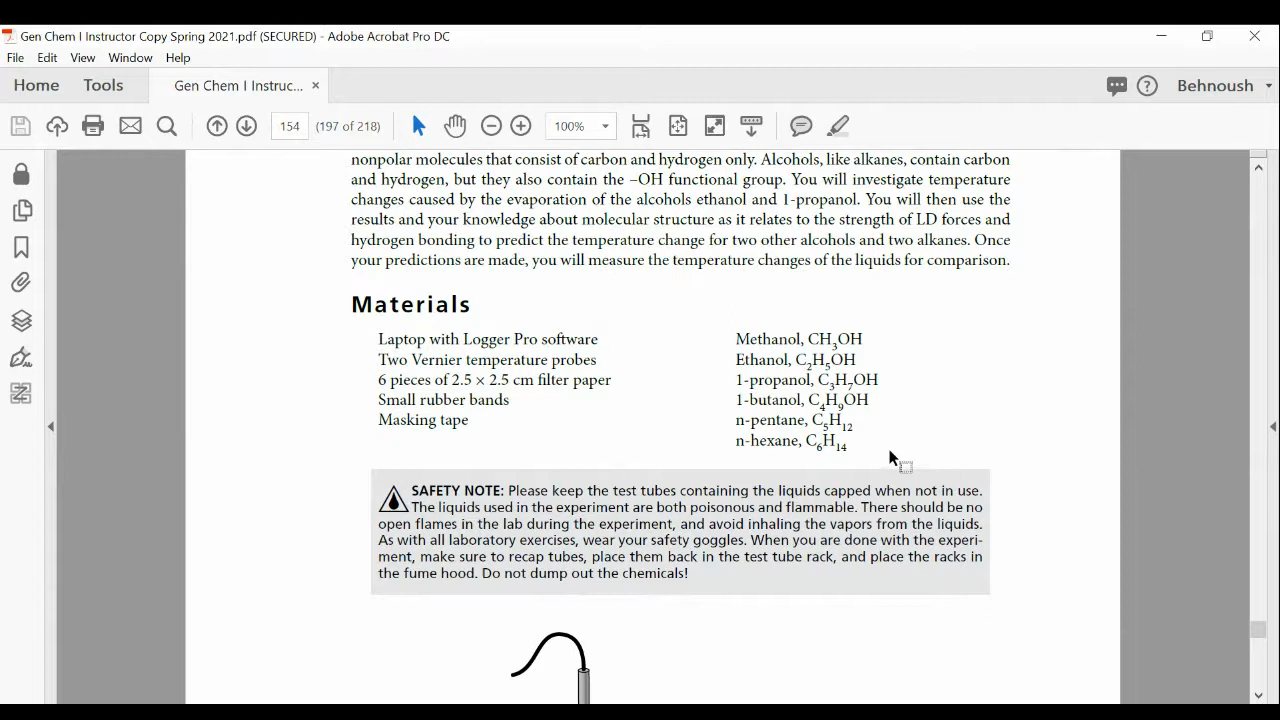 Gen Chem I Instructor Copy Spring 2021.pdf (SECURED) - Adobe Acrobat Pro DC
File Edit View Window Help
Home Tools Gen Chem I Instruc... × Behnoush
154 (197 of 218) 100%
nonpolar molecules that consist of carbon and hydrogen only. Alcohols, like alkanes, contain carbon
and hydrogen, but they also contain the –OH functional group. You will investigate temperature
changes caused by the evaporation of the alcohols ethanol and 1-propanol. You will then use the
results and your knowledge about molecular structure as it relates to the strength of LD forces and
hydrogen bonding to predict the temperature change for two other alcohols and two alkanes. Once
your predictions are made, you will measure the temperature changes of the liquids for comparison.
Materials
Laptop with Logger Pro software
Two Vernier temperature probes
6 pieces of 2.5 × 2.5 cm filter paper
Small rubber bands
Masking tape
Methanol, CH₃OH
Ethanol, C₂H₅OH
1-propanol, C₃H₇OH
1-butanol, C₄H₉OH
n-pentane, C₅H₁₂
n-hexane, C₆H₁₄
SAFETY NOTE: Please keep the test tubes containing the liquids capped when not in use.
The liquids used in the experiment are both poisonous and flammable. There should be no
open flames in the lab during the experiment, and avoid inhaling the vapors from the liquids.
As with all laboratory exercises, wear your safety goggles. When you are done with the experi-
ment, make sure to recap tubes, place them back in the test tube rack, and place the racks in
the fume hood. Do not dump out the chemicals!